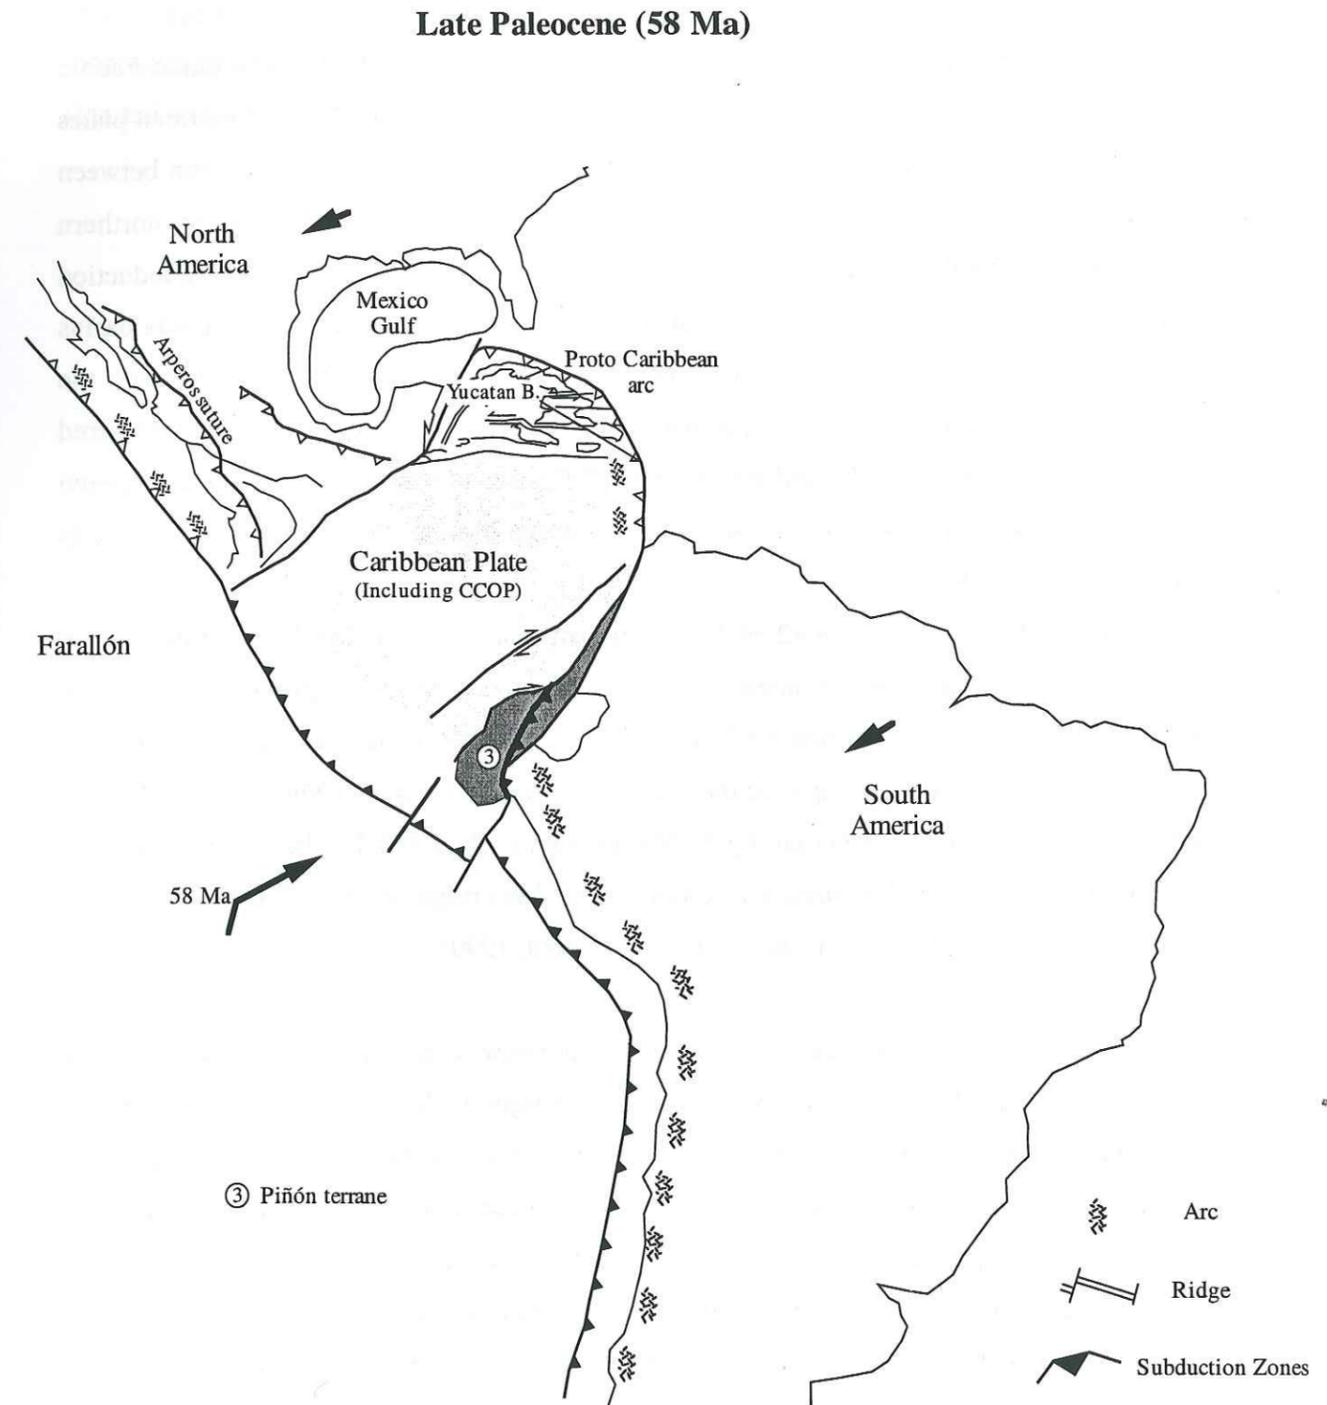 Late Paleocene (58 Ma)
North
America
Mexico
Gulf
Proto Caribbean
arc
Yucatan B.
Arperos suture
Caribbean Plate
(Including CCOP)
Farallón
3
South
America
58 Ma
③ Piñón terrane
Arc
Ridge
Subduction Zones